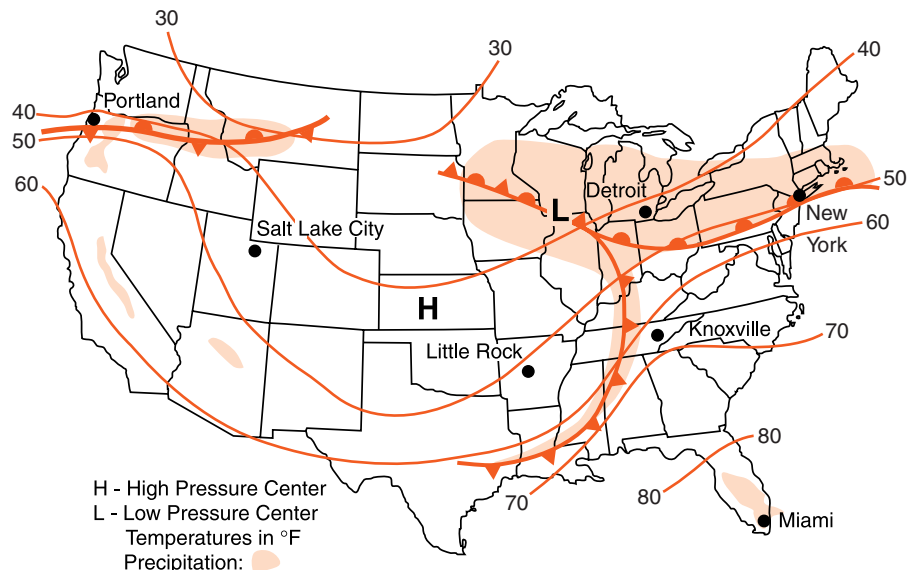 30
30
40
40
Portland
50
60
Detroit
50
L
New
York
60
Salt Lake City
H
Knoxville
70
Little Rock
80
70
80
H - High Pressure Center
L - Low Pressure Center
Temperatures in °F
Precipitation:
Miami